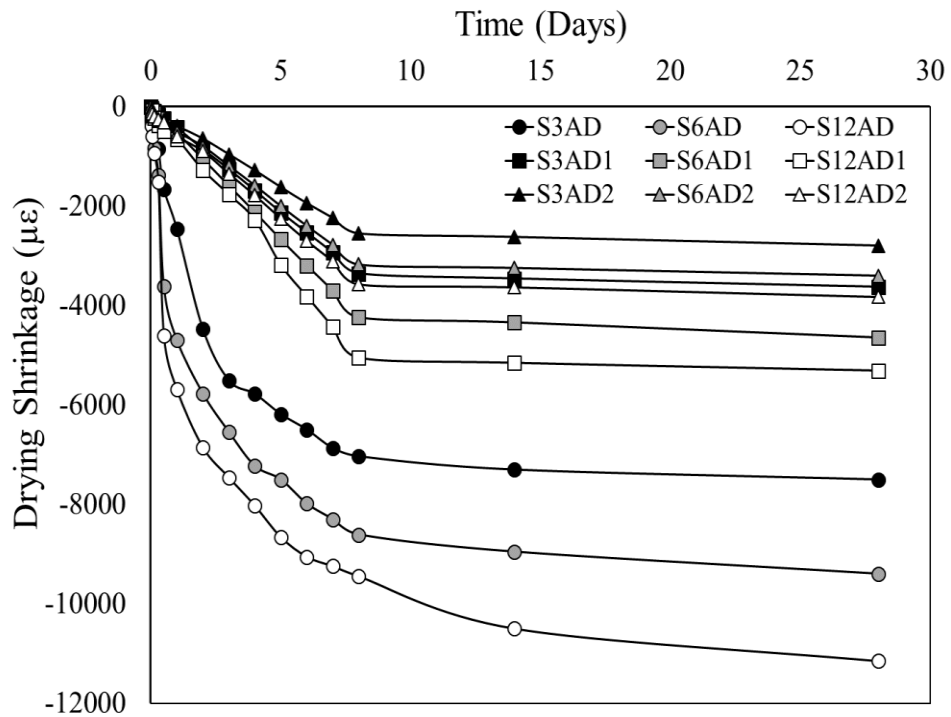 Time (Days)
0 5 10 15 20 25 30
0
-2000
-4000
-6000
-8000
-10000
-12000
Drying Shrinkage (με)
S3AD S6AD S12AD
S3AD1 S6AD1 S12AD1
S3AD2 S6AD2 S12AD2